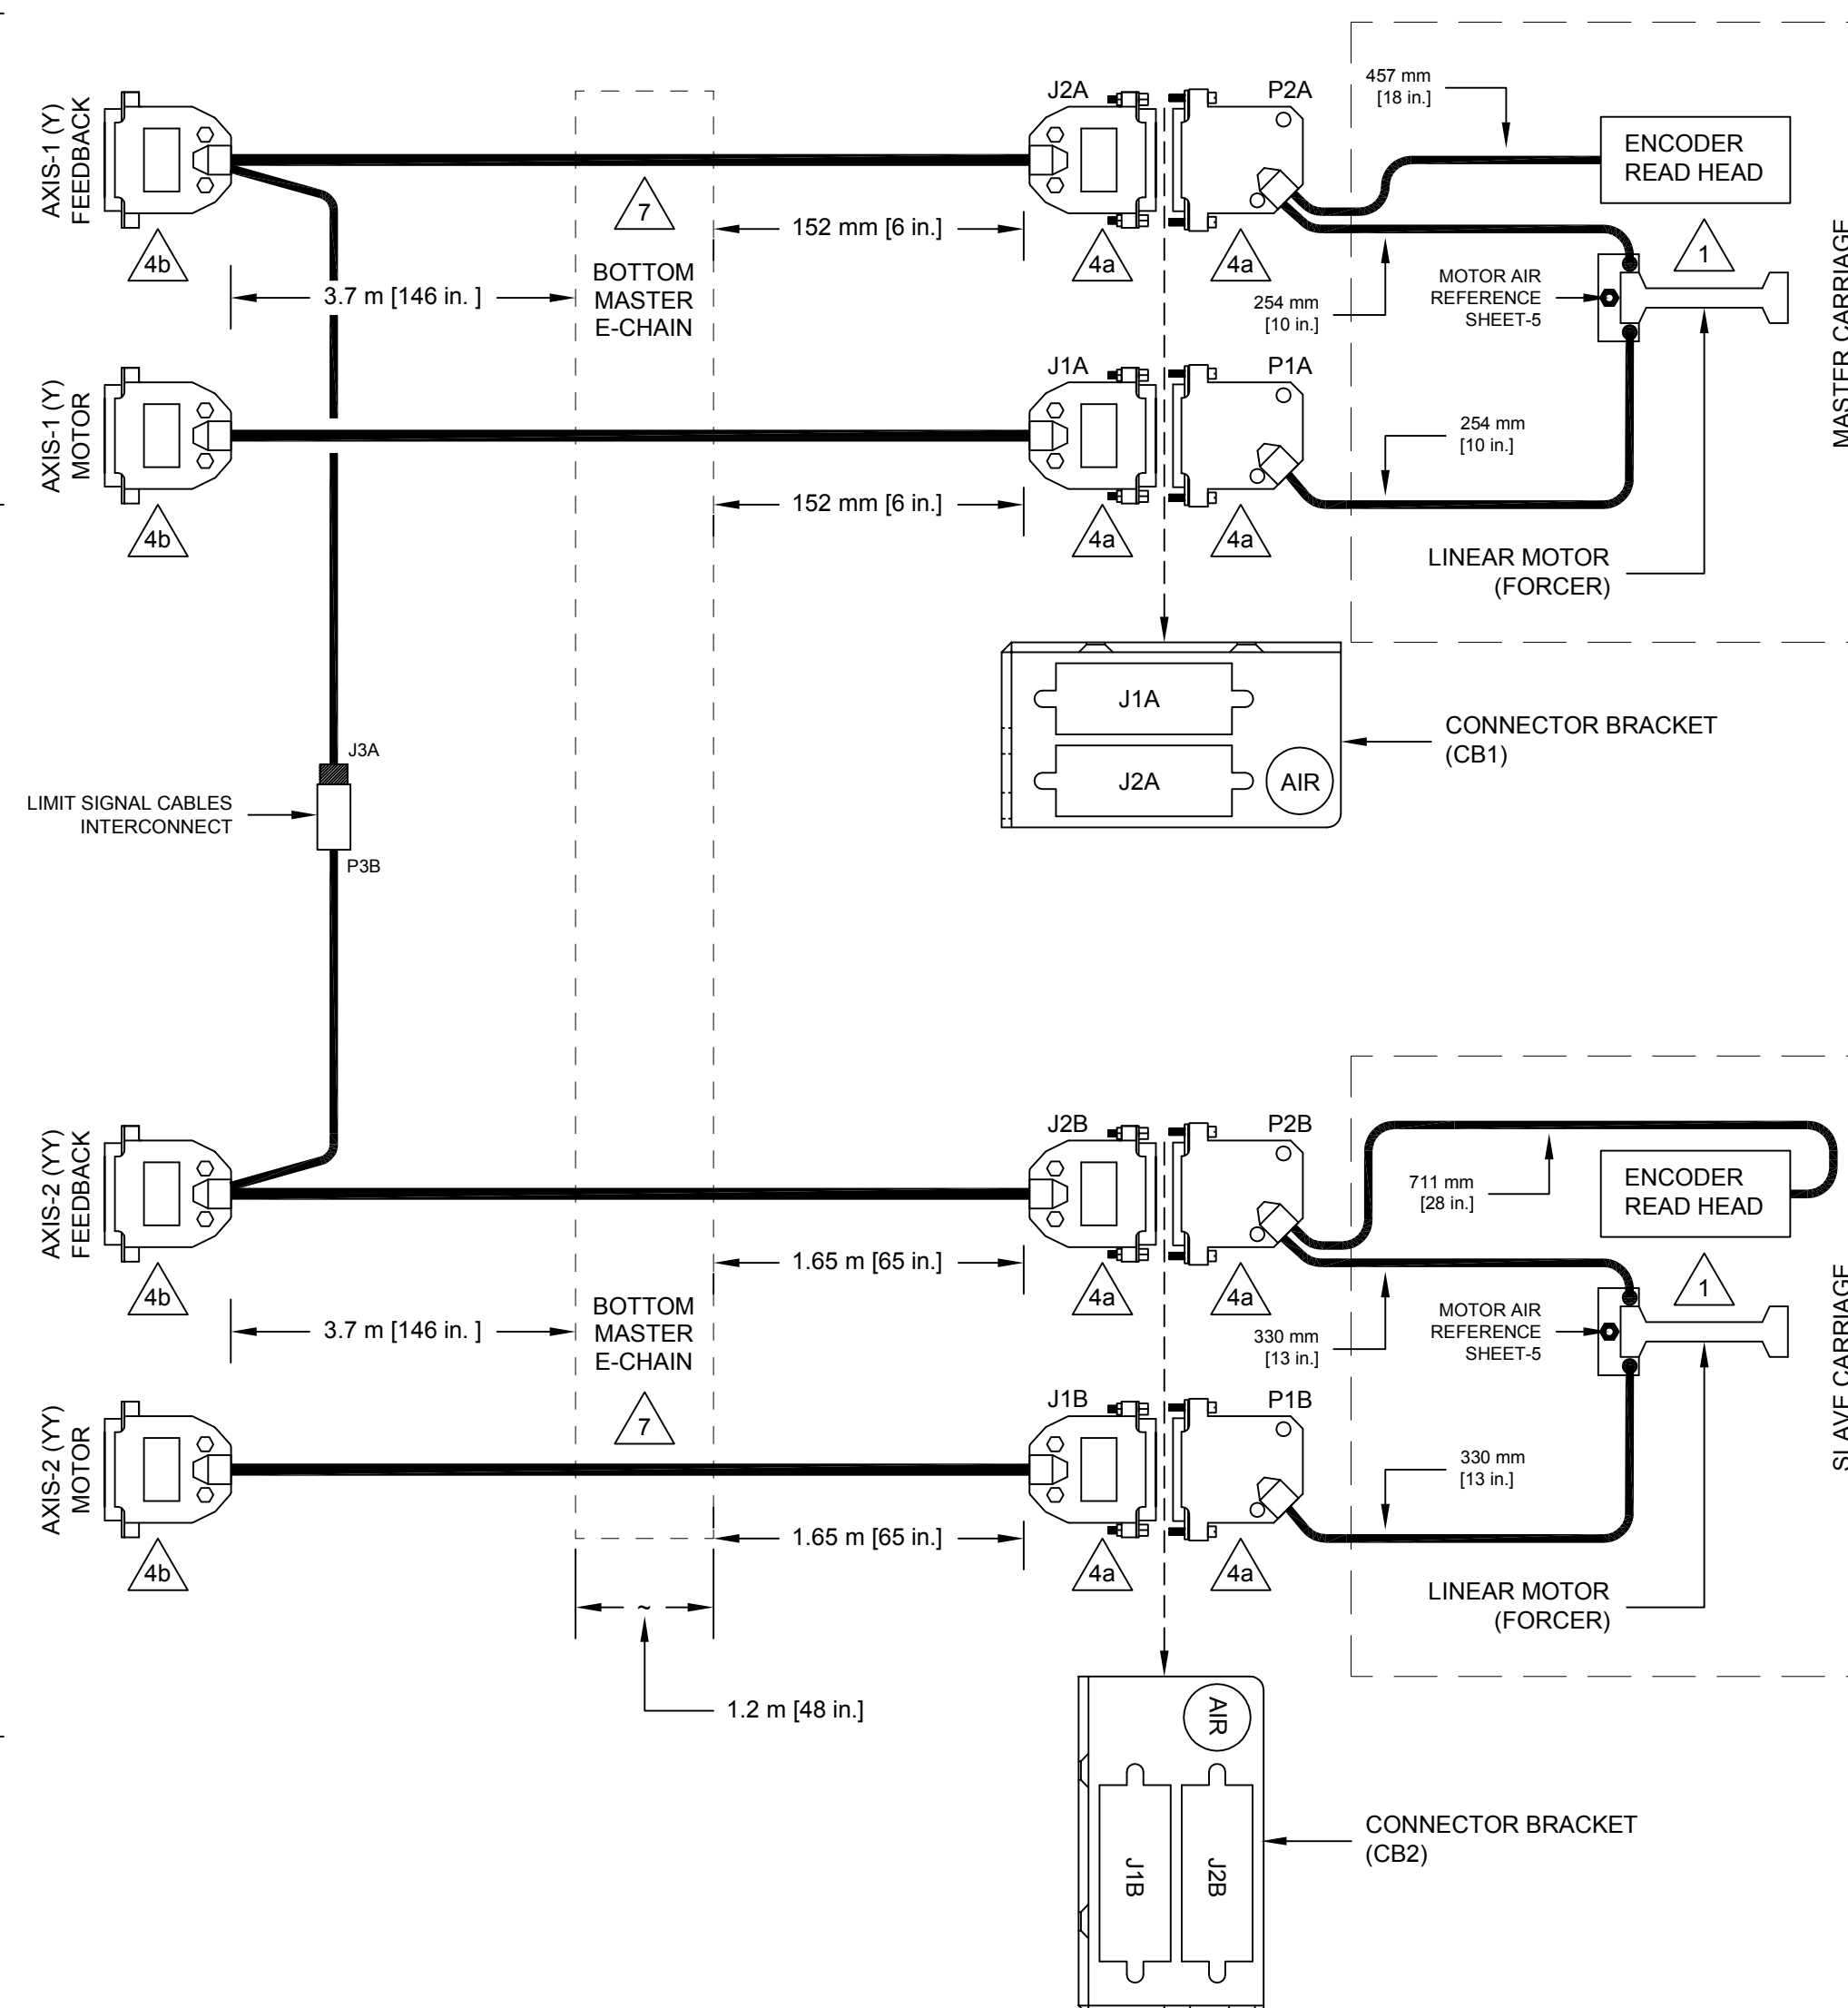 AXIS-1 (Y)
FEEDBACK
4b
3.7 m [146 in. ]
7
BOTTOM
MASTER
E-CHAIN
152 mm [6 in.]
J2A
4a
P2A
4a
457 mm
[18 in.]
ENCODER
READ HEAD
1
254 mm
[10 in.]
MOTOR AIR
REFERENCE
SHEET-5
MASTER CARRIAGE
AXIS-1 (Y)
MOTOR
4b
152 mm [6 in.]
J1A
4a
P1A
4a
254 mm
[10 in.]
LINEAR MOTOR
(FORCER)
J1A
J2A
AIR
CONNECTOR BRACKET
(CB1)
J3A
LIMIT SIGNAL CABLES
INTERCONNECT
P3B
AXIS-2 (YY)
FEEDBACK
4b
3.7 m [146 in. ]
BOTTOM
MASTER
E-CHAIN
7
1.65 m [65 in.]
J2B
4a
P2B
4a
711 mm
[28 in.]
ENCODER
READ HEAD
1
330 mm
[13 in.]
MOTOR AIR
REFERENCE
SHEET-5
SLAVE CARRIAGE
AXIS-2 (YY)
MOTOR
4b
1.65 m [65 in.]
J1B
4a
P1B
4a
330 mm
[13 in.]
LINEAR MOTOR
(FORCER)
~
1.2 m [48 in.]
AIR
J1B
J2B
CONNECTOR BRACKET
(CB2)